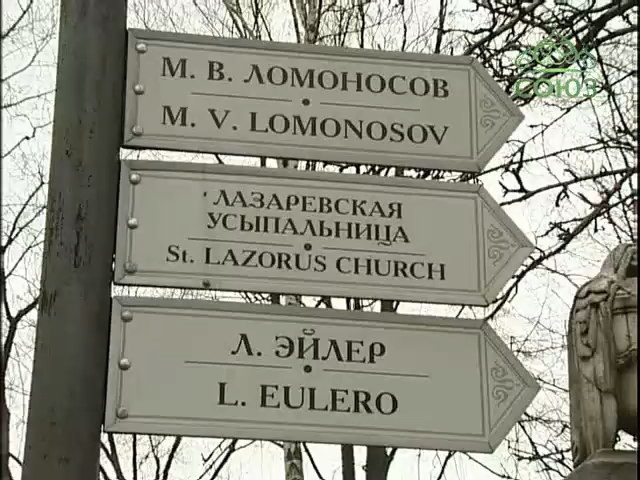 СОЮЗ
М. В. ЛОМОНОСОВ
M. V. LOMONOSOV
ЛАЗАРЕВСКАЯ
УСЫПАЛЬНИЦА
St. LAZORUS CHURCH
Л. ЭЙЛЕР
L. EULERO